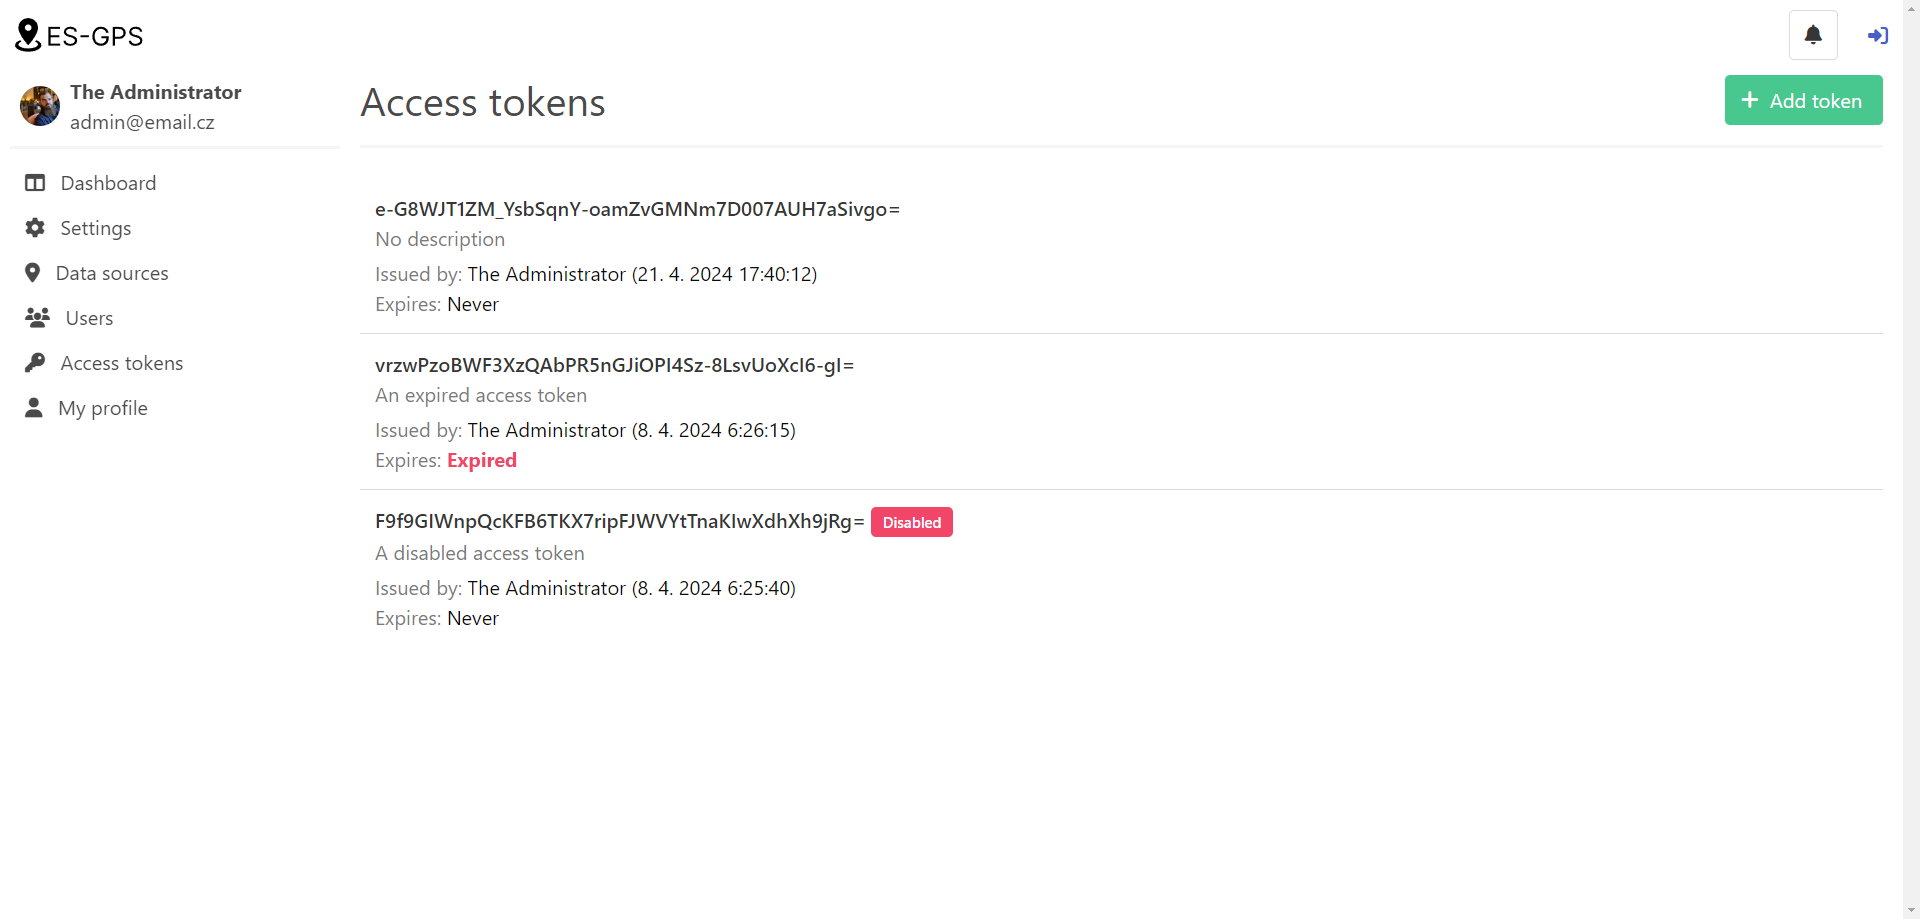 ES-GPS
The Administrator
admin@email.cz
Dashboard
Settings
Data sources
Users
Access tokens
My profile
Access tokens
Add token
e-G8WJT1ZM_YsbSqnY-oamZvGMNm7D007AUH7aSivgo=
No description
Issued by: The Administrator (21. 4. 2024 17:40:12)
Expires: Never
vrzwPzoBWF3XzQAbPR5nGJiOPI4Sz-8LsvUoXcI6-gI=
An expired access token
Issued by: The Administrator (8. 4. 2024 6:26:15)
Expires: Expired
F9f9GIWnpQcKFB6TKX7ripFJWVYtTnaKIwXdhXh9jRg= Disabled
A disabled access token
Issued by: The Administrator (8. 4. 2024 6:25:40)
Expires: Never